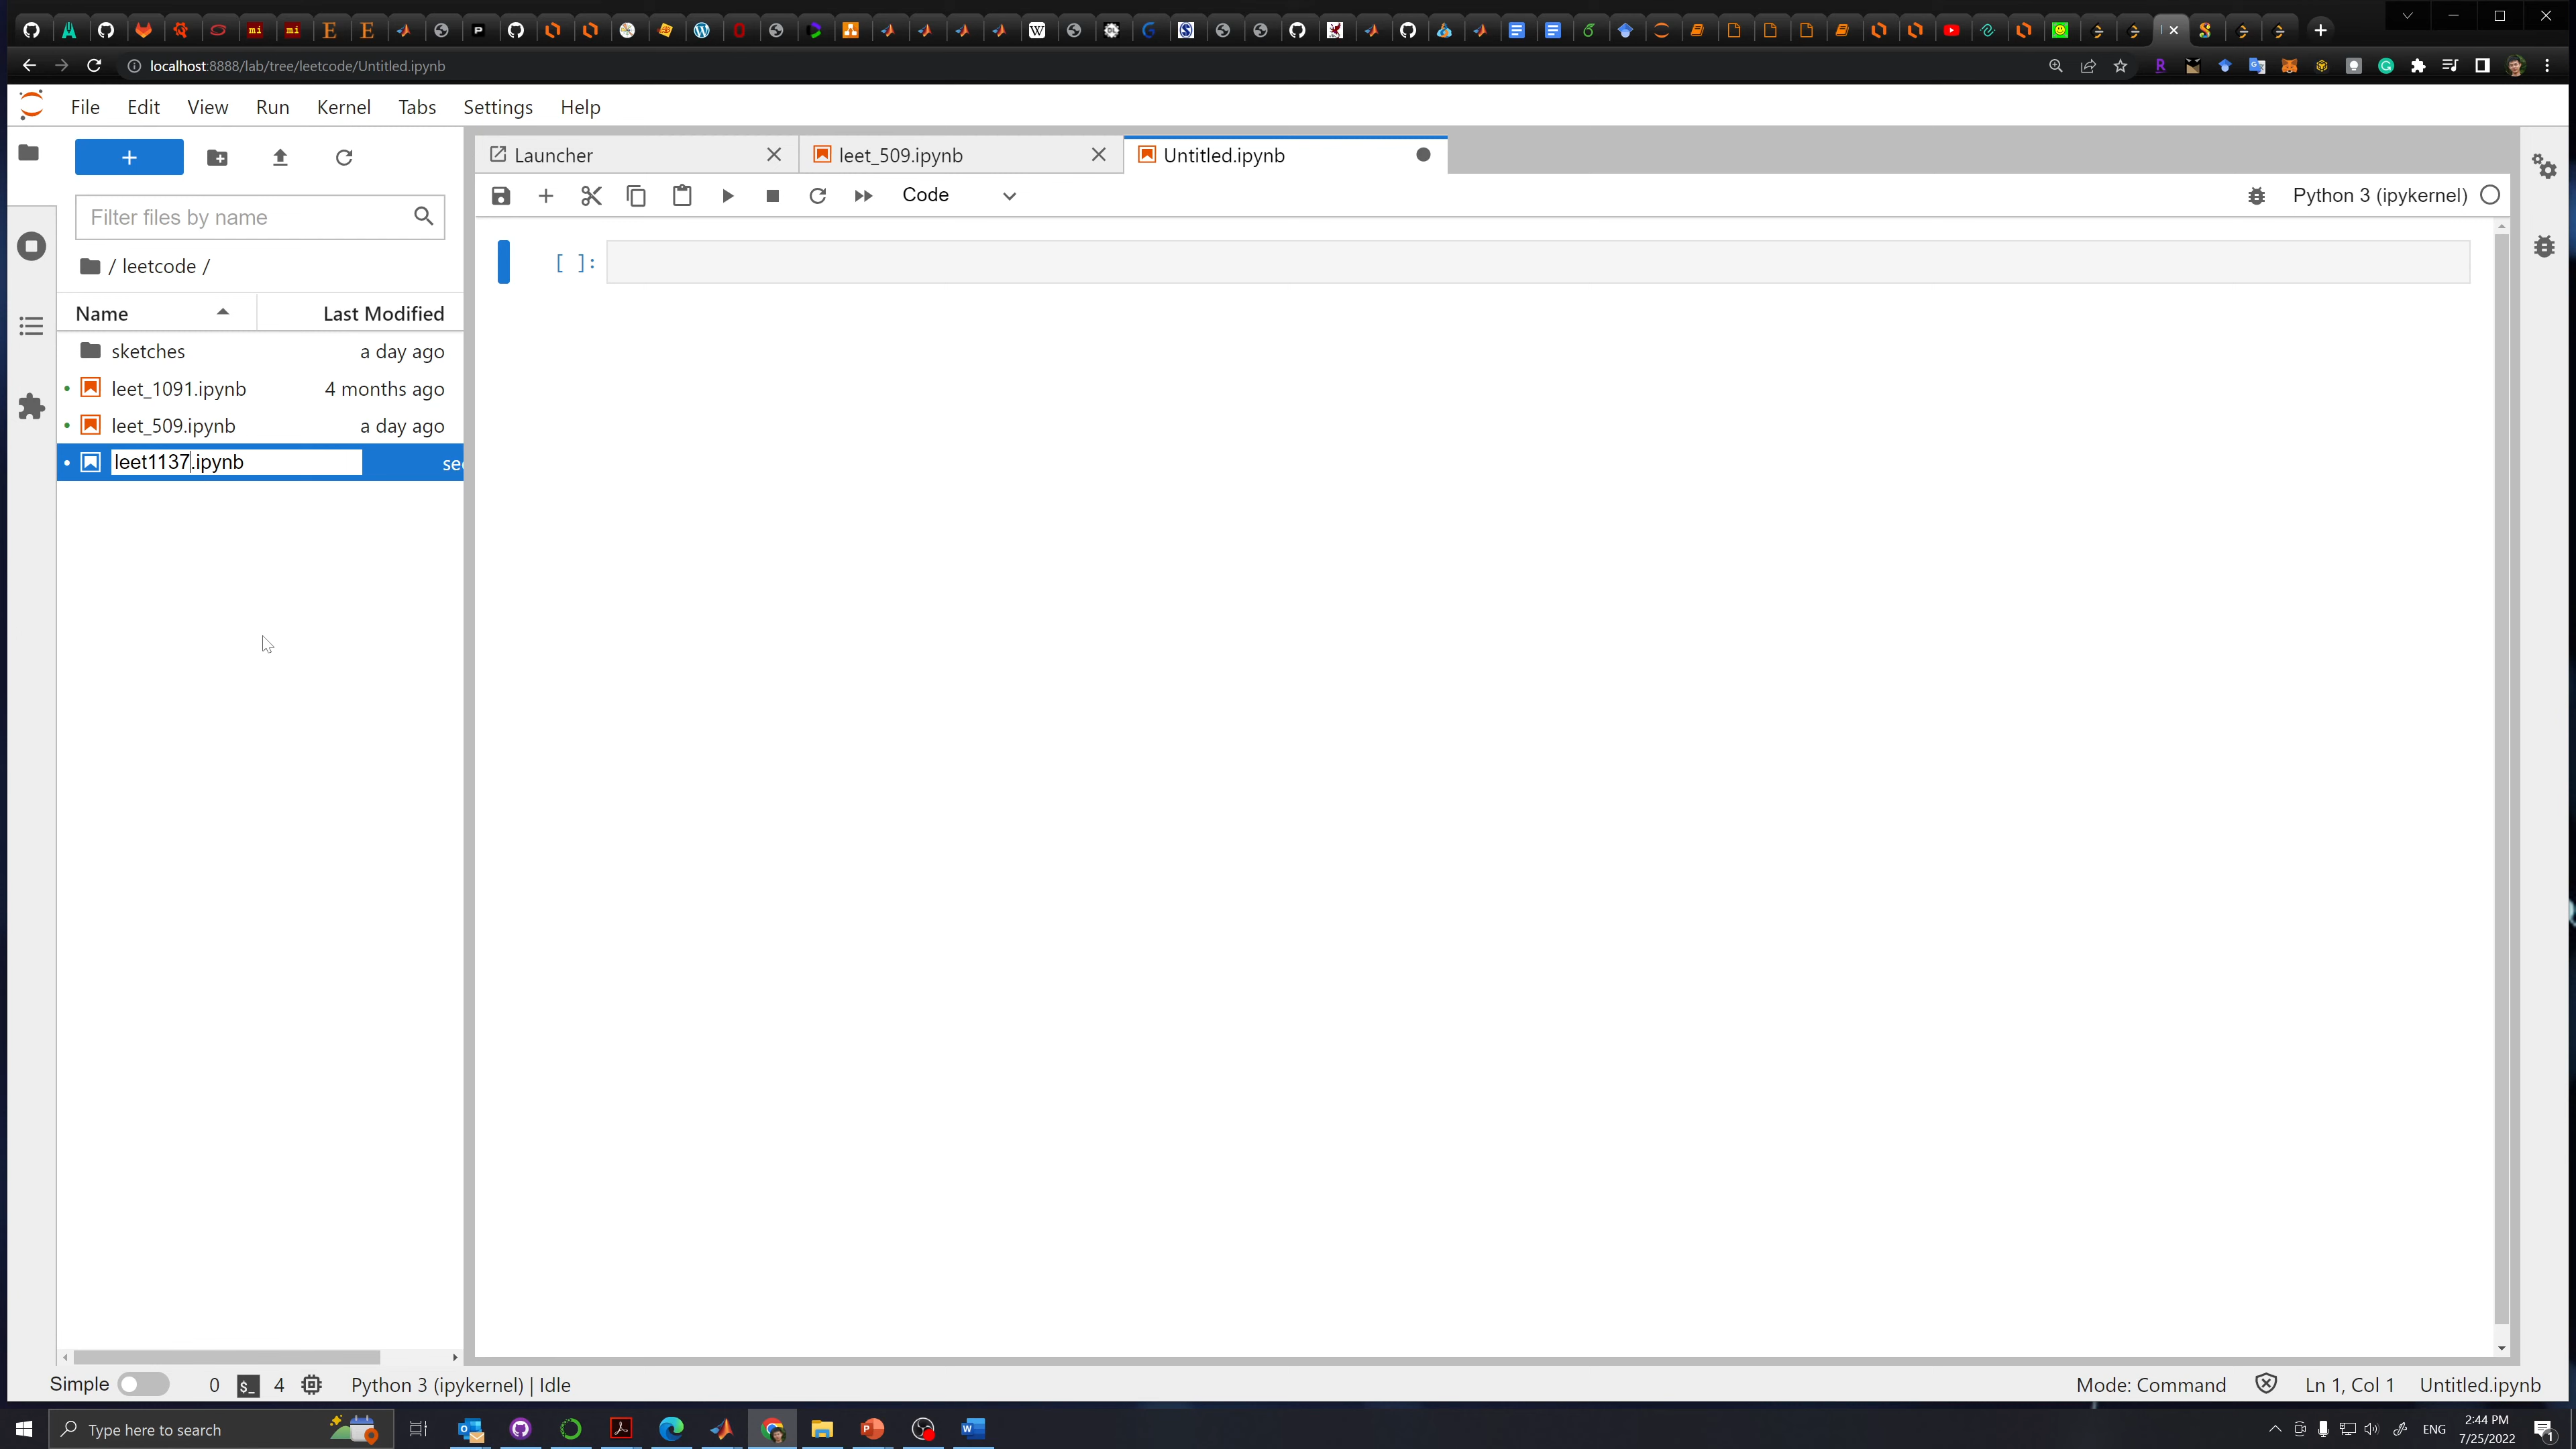 localhost:8888/lab/tree/leetcode/Untitled.ipynb
File Edit View Run Kernel Tabs Settings Help
Launcher leet_509.ipynb Untitled.ipynb
Code Python 3 (ipykernel)
Filter files by name
/ leetcode /
[ ]:
Name Last Modified
sketches a day ago
leet_1091.ipynb 4 months ago
leet_509.ipynb a day ago
leet1137.ipynb sec
Simple 0 $_ 4 Python 3 (ipykernel) | Idle Mode: Command Ln 1, Col 1 Untitled.ipynb
Type here to search ENG 2:44 PM
7/25/2022